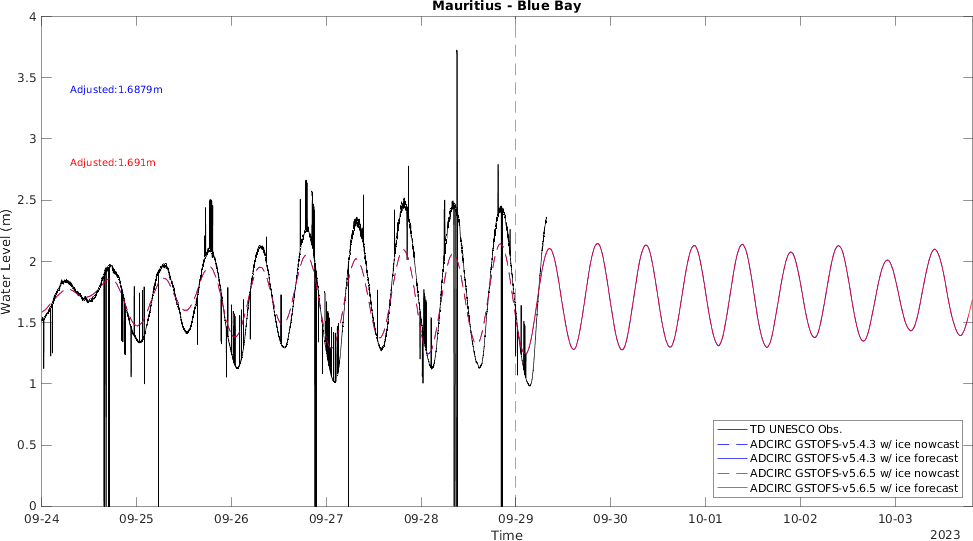 Mauritius - Blue Bay
4
3.5
3
2.5
2
1.5
1
0.5
0
Water Level (m)
Adjusted:1.6879m
Adjusted:1.691m
TD UNESCO Obs.
ADCIRC GSTOFS-v5.4.3 w/ ice nowcast
ADCIRC GSTOFS-v5.4.3 w/ ice forecast
ADCIRC GSTOFS-v5.6.5 w/ ice nowcast
ADCIRC GSTOFS-v5.6.5 w/ ice forecast
09-24 09-25 09-26 09-27 09-28 09-29 09-30 10-01 10-02 10-03
Time
2023